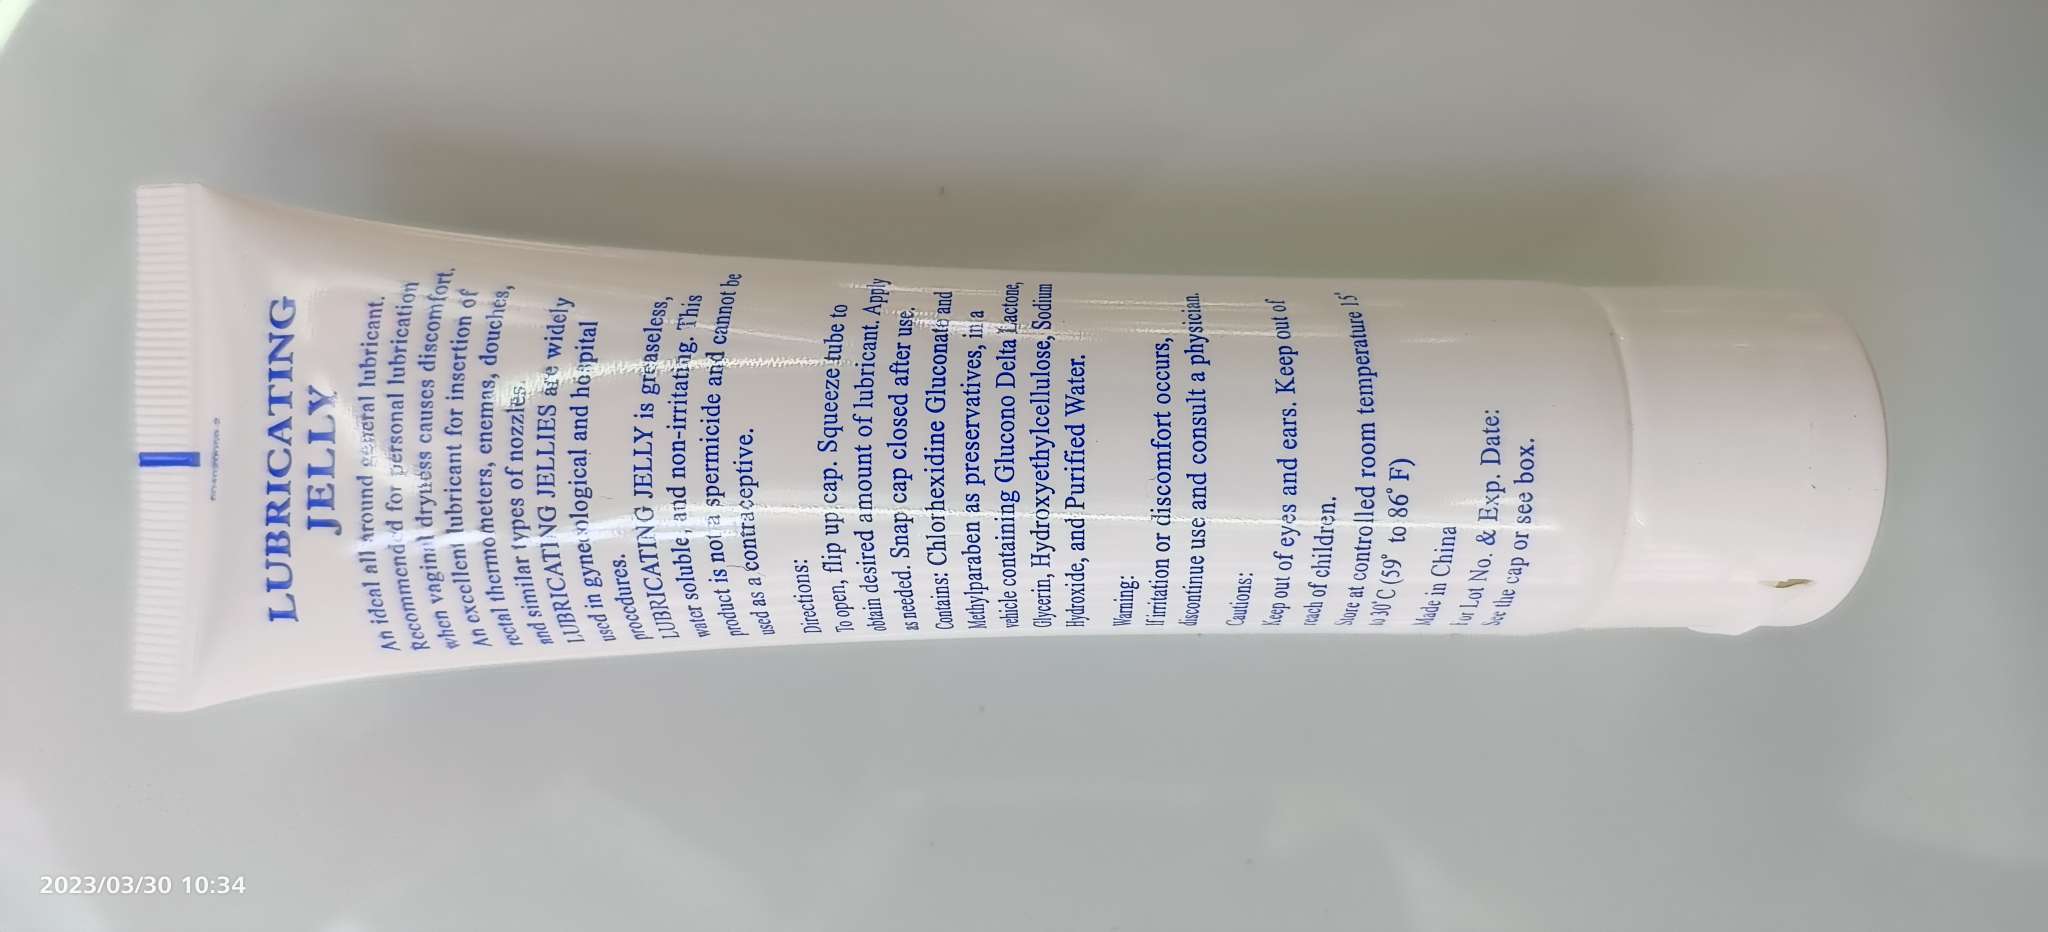 LUBRICATING
JELLY
An ideal all around general lubricant.
Recommended for personal lubrication
when vaginal dryness causes discomfort.
An excellent lubricant for insertion of
rectal thermometers, enemas, douches,
and similar types of nozzles.
LUBRICATING JELLIES are widely
used in gynecological and hospital
procedures.
LUBRICATING JELLY is greaseless,
water soluble, and non-irritating. This
product is not a spermicide and cannot be
used as a contraceptive.
Directions:
To open, flip up cap. Squeeze tube to
obtain desired amount of lubricant. Apply
as needed. Snap cap closed after use.
Contains: Chlorhexidine Gluconate and
Methylparaben as preservatives, in a
vehicle containing Glucono Delta Lactone,
Glycerin, Hydroxyethylcellulose, Sodium
Hydroxide, and Purified Water.
Warning:
If irritation or discomfort occurs,
discontinue use and consult a physician.
Cautions:
Keep out of eyes and ears. Keep out of
reach of children.
Store at controlled room temperature 15°
to 30°C (59° to 86° F)
Made in China
For Lot No. & Exp. Date:
See the cap or see box.
2023/03/30 10:34